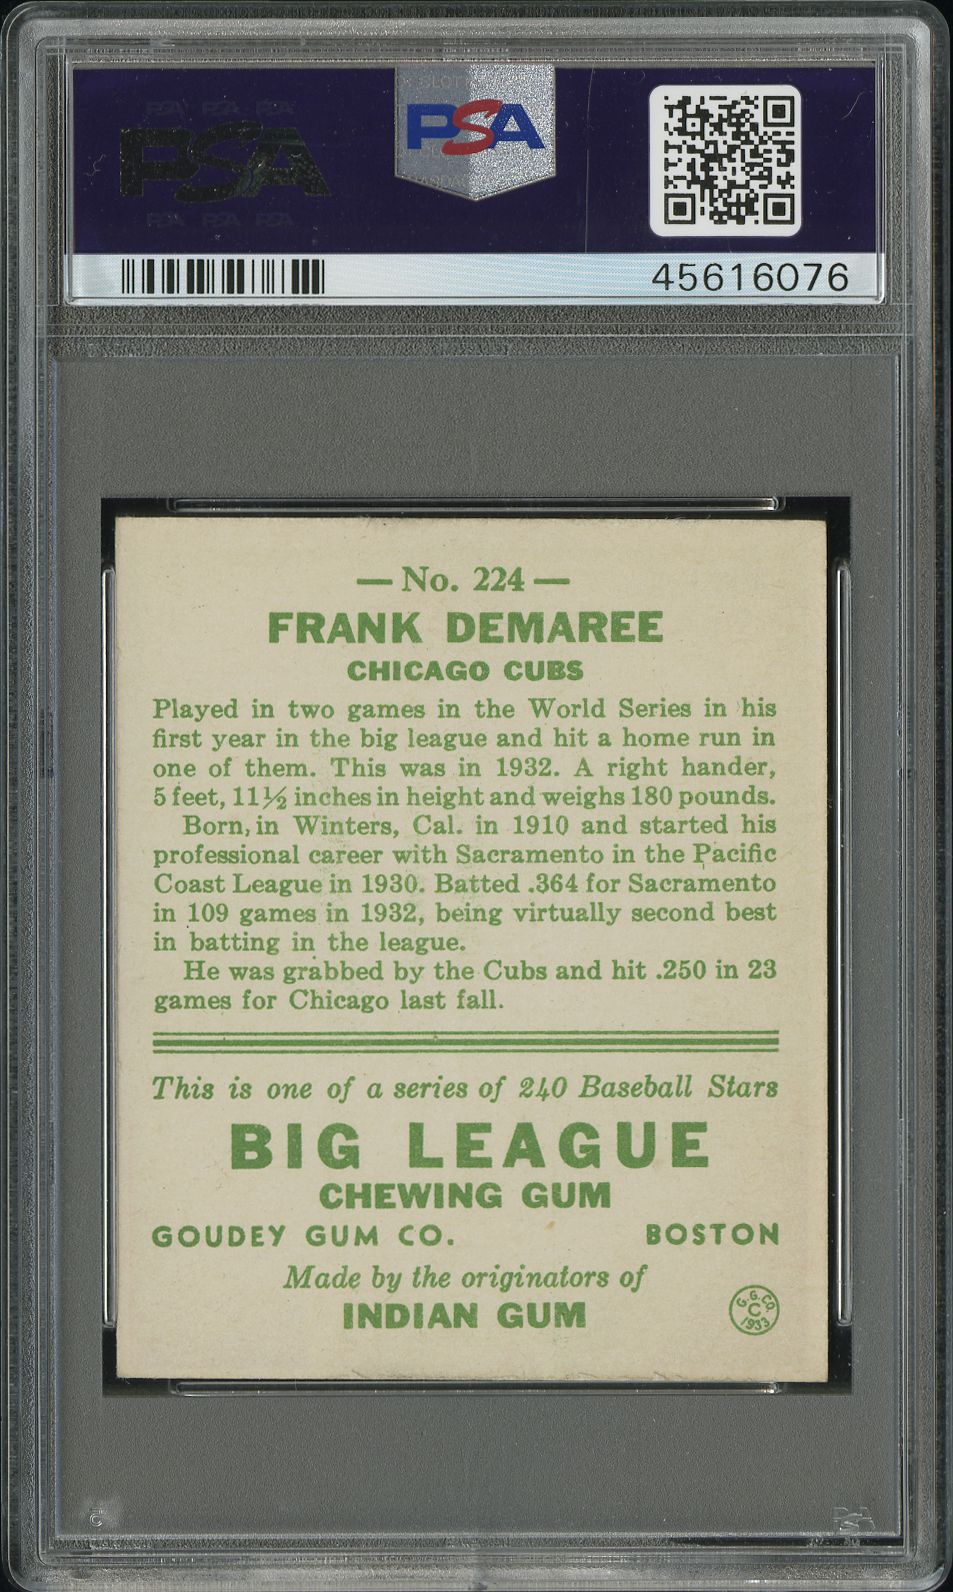 PSA PSA PSA
PSA
PSA PSA PSA
PSA
45616076
— No. 224 —
FRANK DEMAREE
CHICAGO CUBS
Played in two games in the World Series in his
first year in the big league and hit a home run in
one of them. This was in 1932. A right hander,
5 feet, 11½ inches in height and weighs 180 pounds.
Born, in Winters, Cal. in 1910 and started his
professional career with Sacramento in the Pacific
Coast League in 1930. Batted .364 for Sacramento
in 109 games in 1932, being virtually second best
in batting in the league.
He was grabbed by the Cubs and hit .250 in 23
games for Chicago last fall.
This is one of a series of 240 Baseball Stars
BIG LEAGUE
CHEWING GUM
GOUDEY GUM CO. BOSTON
Made by the originators of
INDIAN GUM
G. G. CO.
C
1933